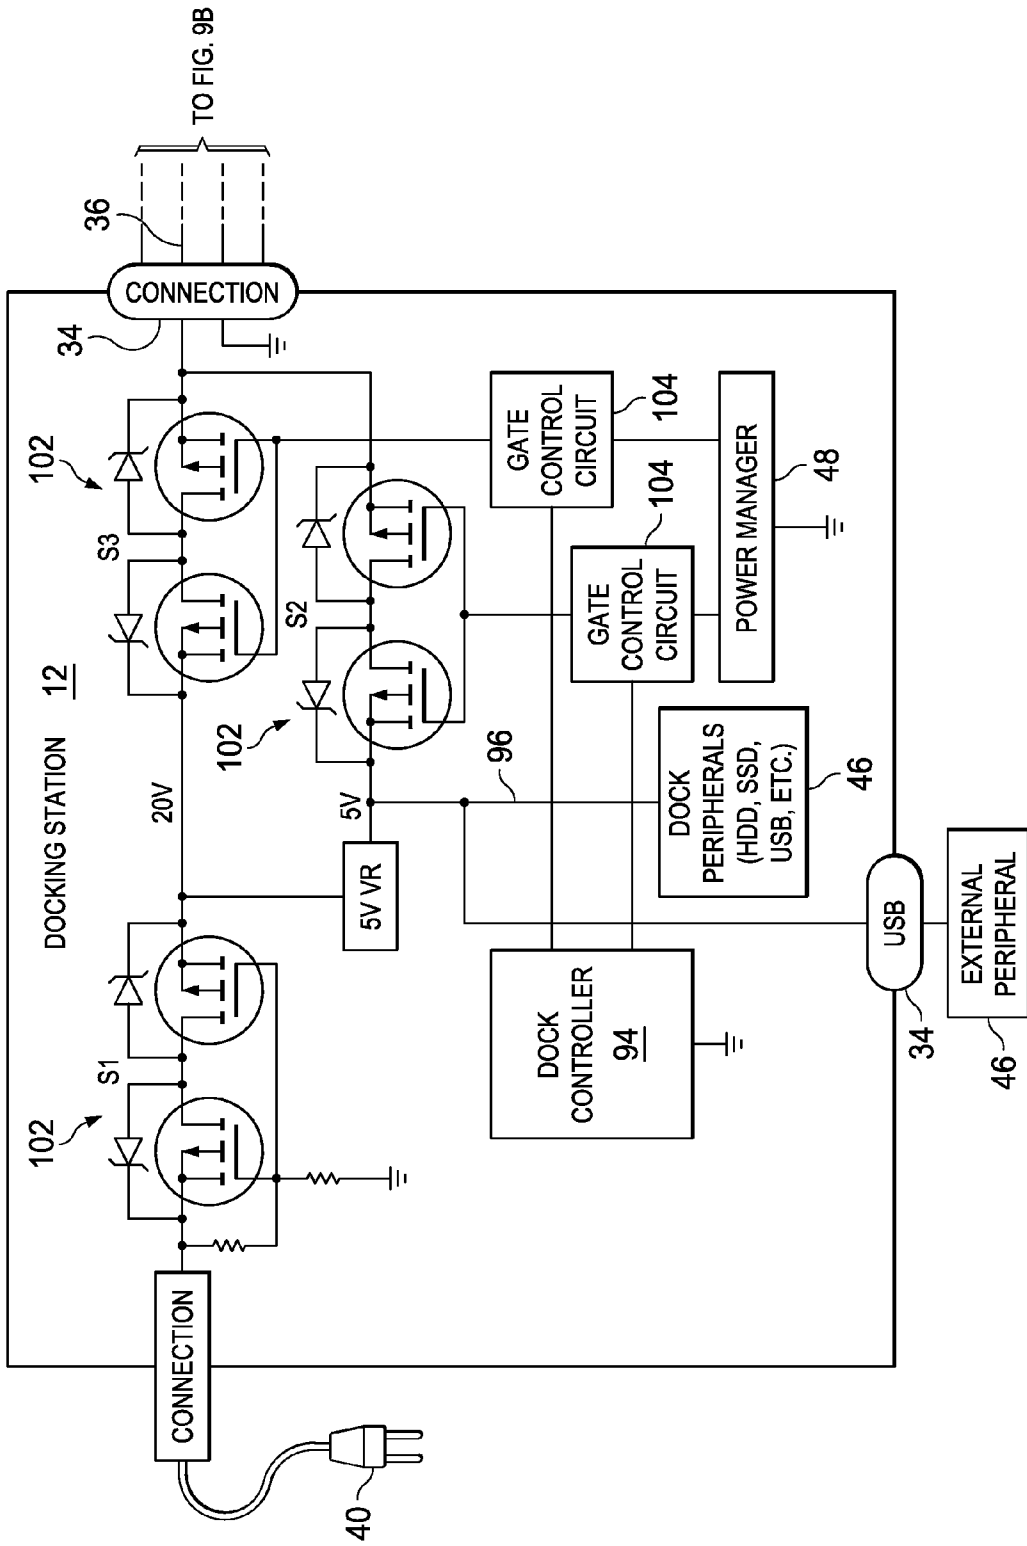 TO FIG. 9B
36
CONNECTION
34
DOCKING STATION 12
102
S1
20V
102
S3
102
S2
5V
5V VR
96
GATE
CONTROL
CIRCUIT
104
GATE
CONTROL
CIRCUIT
104
POWER MANAGER
48
DOCK
PERIPHERALS
(HDD, SSD,
USB, ETC.)
46
DOCK
CONTROLLER
94
USB
34
EXTERNAL
PERIPHERAL
46
CONNECTION
40